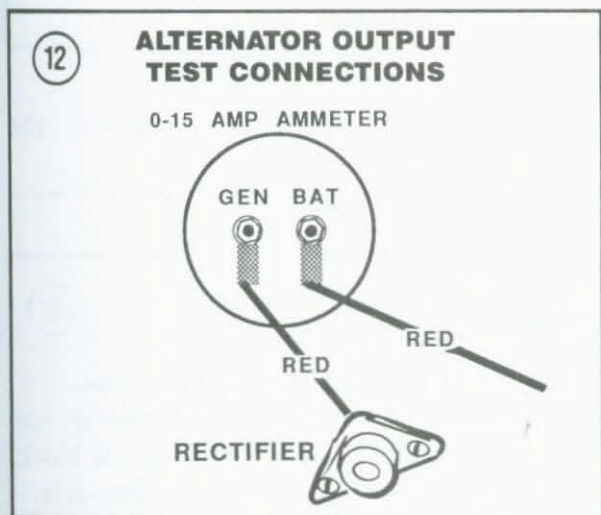 12
ALTERNATOR OUTPUT
TEST CONNECTIONS
0-15 AMP AMMETER
GEN BAT
RED
RED
RECTIFIER